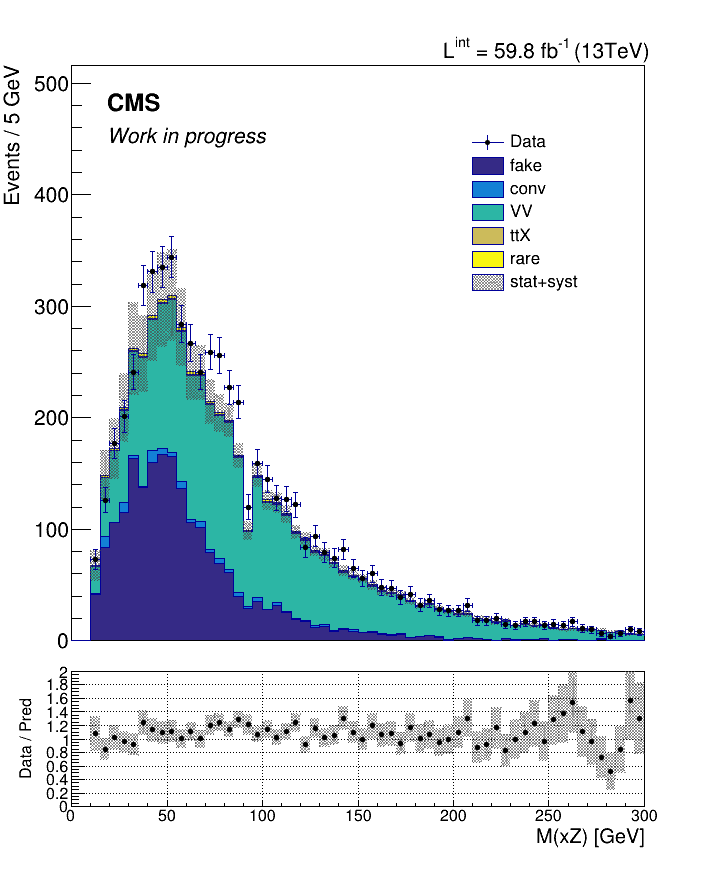 L^int = 59.8 fb^-1 (13TeV)
Events / 5 GeV
500
400
300
200
100
0
CMS
Work in progress
Data
fake
conv
VV
ttX
rare
stat+syst
Data / Pred
2
1.8
1.6
1.4
1.2
1
0.8
0.6
0.4
0.2
0
0 50 100 150 200 250 300
M(xZ) [GeV]